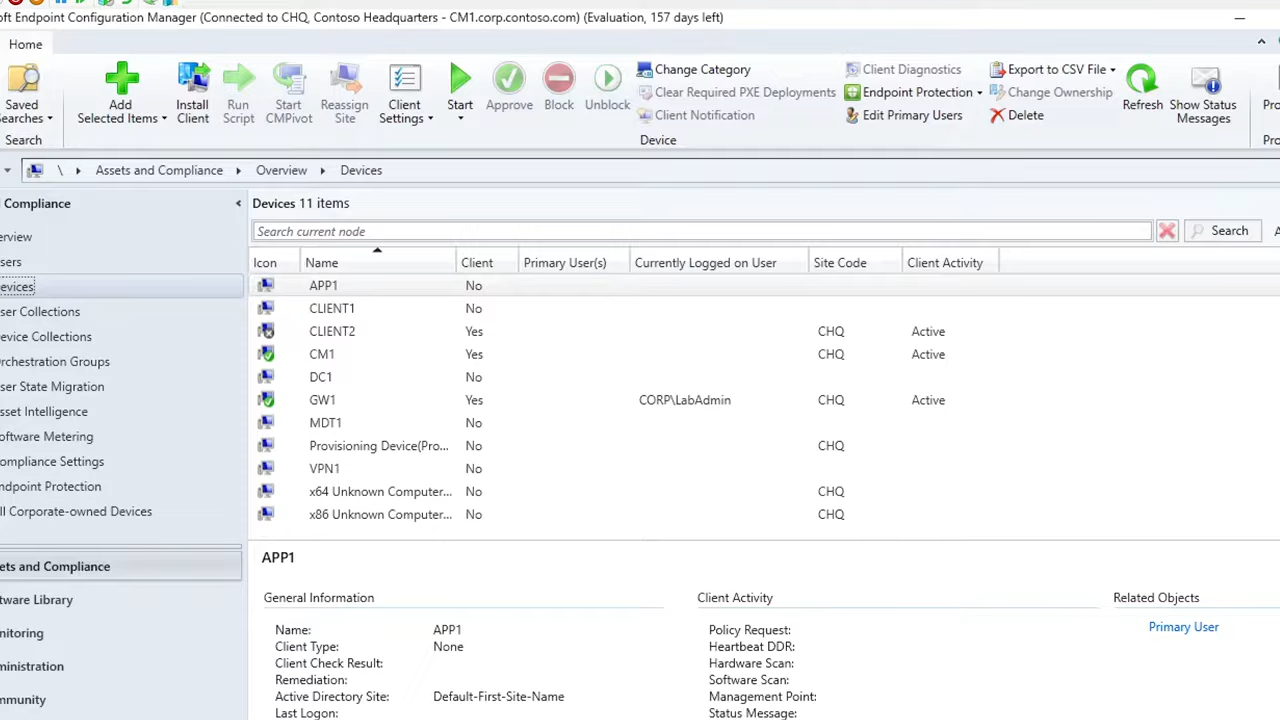 oft Endpoint Configuration Manager (Connected to CHQ, Contoso Headquarters - CM1.corp.contoso.com) (Evaluation, 157 days left)
Home
Saved
Searches
Add
Selected Items
Install
Client
Run
Script
Start
CMPivot
Reassign
Site
Client
Settings
Start
Approve
Block
Unblock
Change Category
Clear Required PXE Deployments
Client Notification
Client Diagnostics
Endpoint Protection
Edit Primary Users
Export to CSV File
Change Ownership
Delete
Refresh
Show Status
Messages
Pro
Search
Device
Pro
\ Assets and Compliance Overview Devices
l Compliance
erview
sers
evices
ser Collections
evice Collections
rchestration Groups
ser State Migration
sset Intelligence
oftware Metering
ompliance Settings
ndpoint Protection
ll Corporate-owned Devices
ets and Compliance
tware Library
nitoring
ministration
mmunity
Devices 11 items
Search current node
Search
A
Icon Name Client Primary User(s) Currently Logged on User Site Code Client Activity
APP1 No
CLIENT1 No
CLIENT2 Yes CHQ Active
CM1 Yes CHQ Active
DC1 No
GW1 Yes CORP\LabAdmin CHQ Active
MDT1 No
Provisioning Device(Pro... No CHQ
VPN1 No
x64 Unknown Computer... No CHQ
x86 Unknown Computer... No CHQ
APP1
General Information
Name: APP1
Client Type: None
Client Check Result:
Remediation:
Active Directory Site: Default-First-Site-Name
Last Logon:
Client Activity
Policy Request:
Heartbeat DDR:
Hardware Scan:
Software Scan:
Management Point:
Status Message:
Related Objects
Primary User